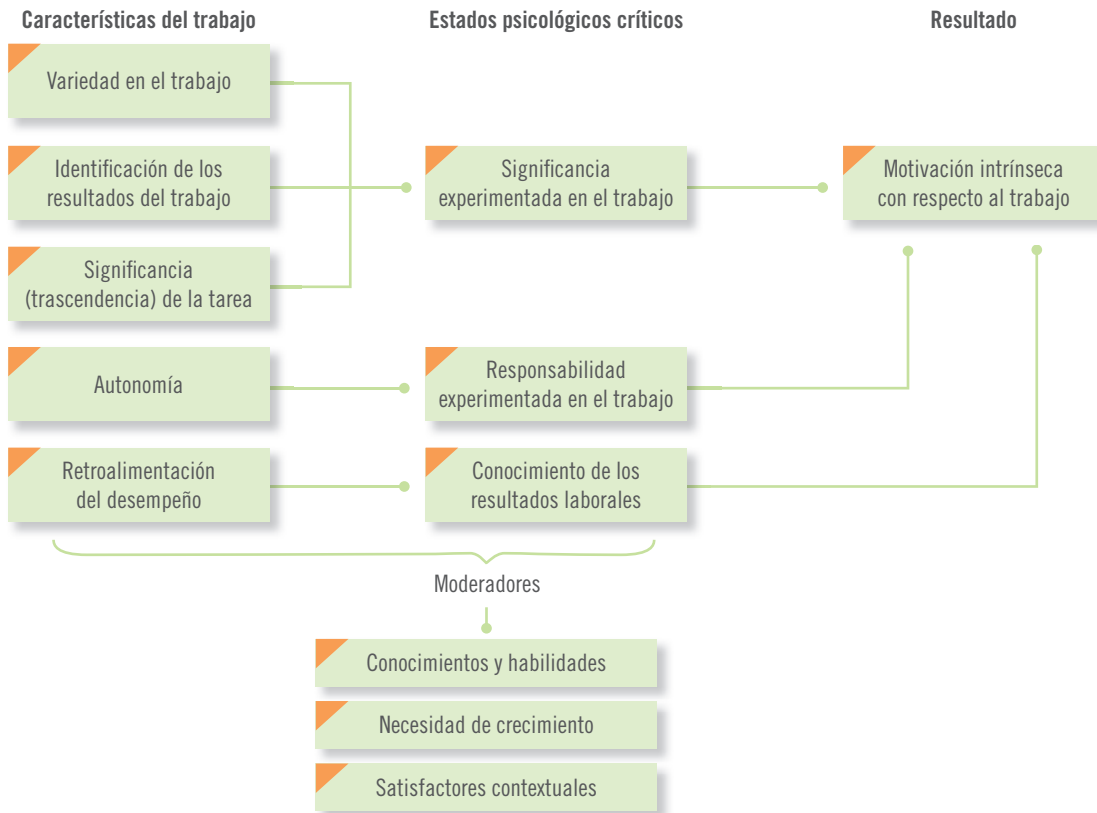 Características del trabajo
Estados psicológicos críticos
Resultado
Variedad en el trabajo
Identificación de los
resultados del trabajo
Significancia
experimentada en el trabajo
Motivación intrínseca
con respecto al trabajo
Significancia
(trascendencia) de la tarea
Autonomía
Responsabilidad
experimentada en el trabajo
Retroalimentación
del desempeño
Conocimiento de los
resultados laborales
Moderadores
Conocimientos y habilidades
Necesidad de crecimiento
Satisfactores contextuales